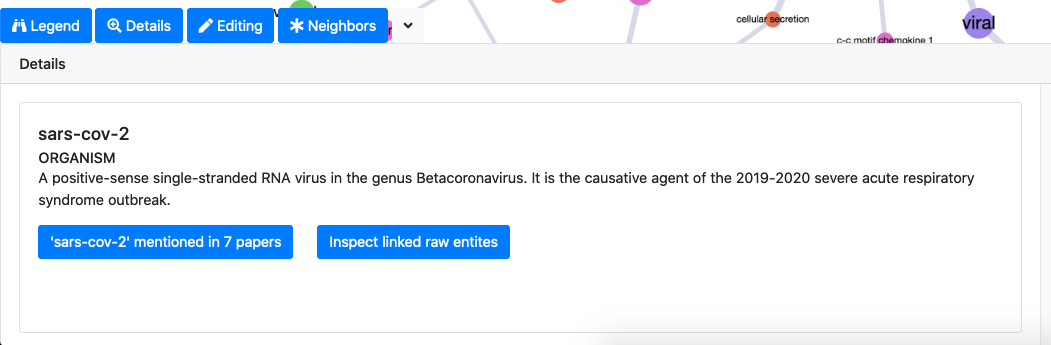 cellular secretion
viral
c-c motif chemokine 1
Legend
Details
Editing
Neighbors
Details
sars-cov-2
ORGANISM
A positive-sense single-stranded RNA virus in the genus Betacoronavirus. It is the causative agent of the 2019-2020 severe acute respiratory
syndrome outbreak.
'sars-cov-2' mentioned in 7 papers
Inspect linked raw entites